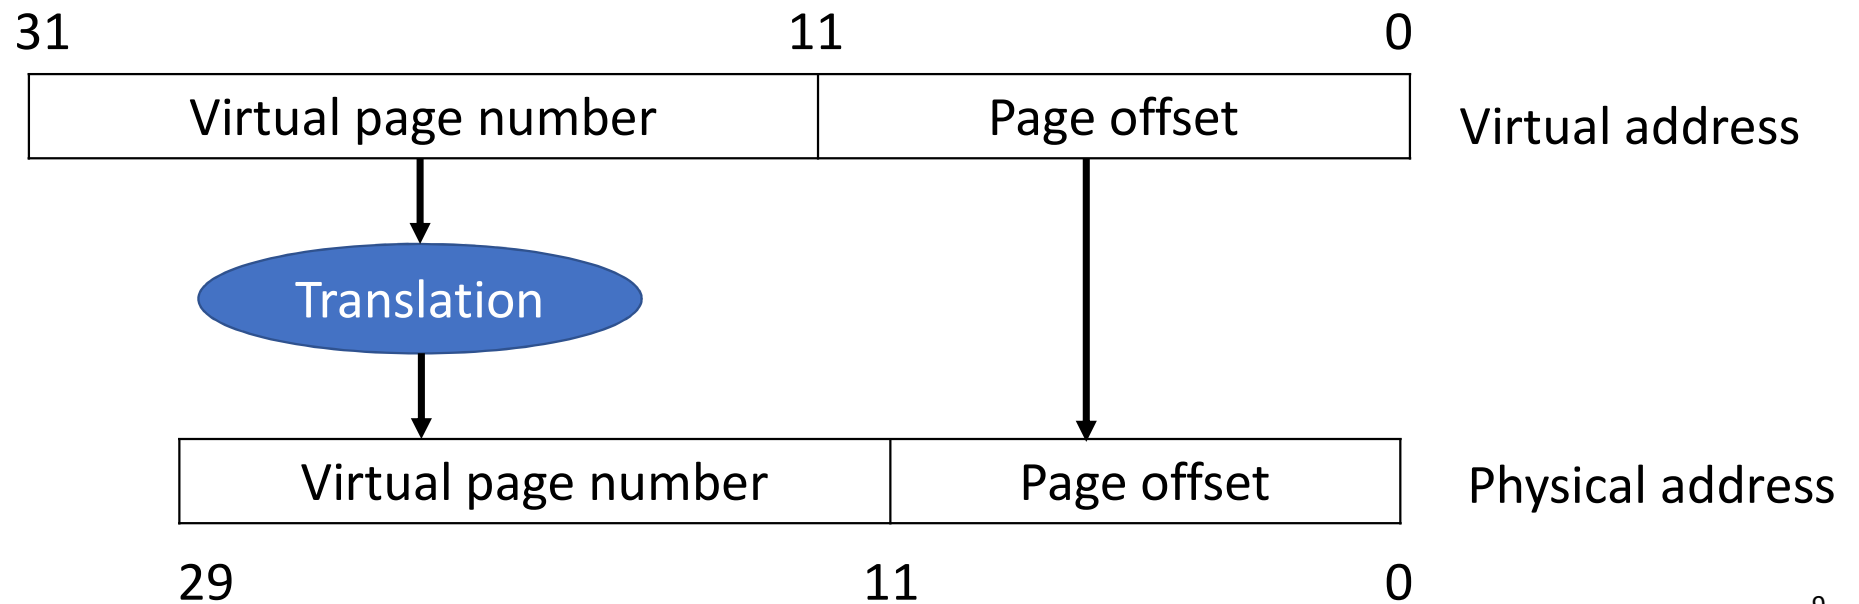 31 11 0
Virtual page number Page offset Virtual address
Translation
Virtual page number Page offset Physical address
29 11 0